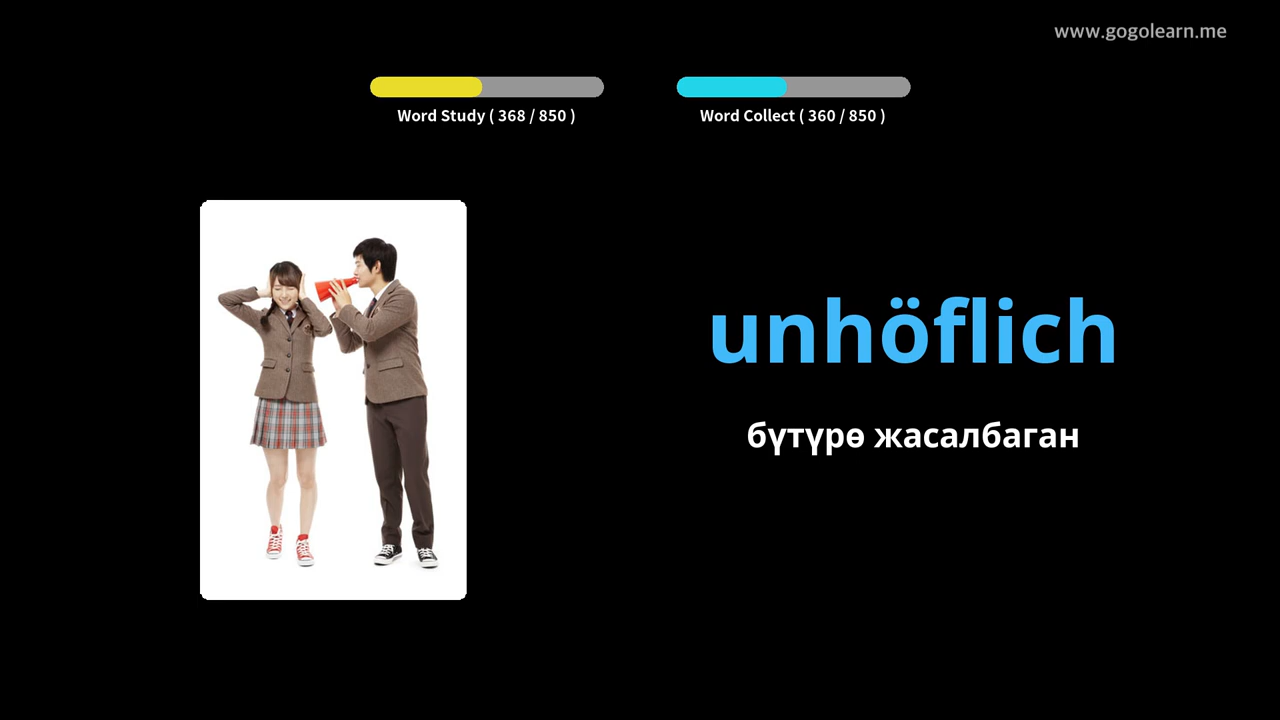 www.gogolearn.me
Word Study ( 368 / 850 )
Word Collect ( 360 / 850 )
unhöflich
бүтүрө жасалбаган